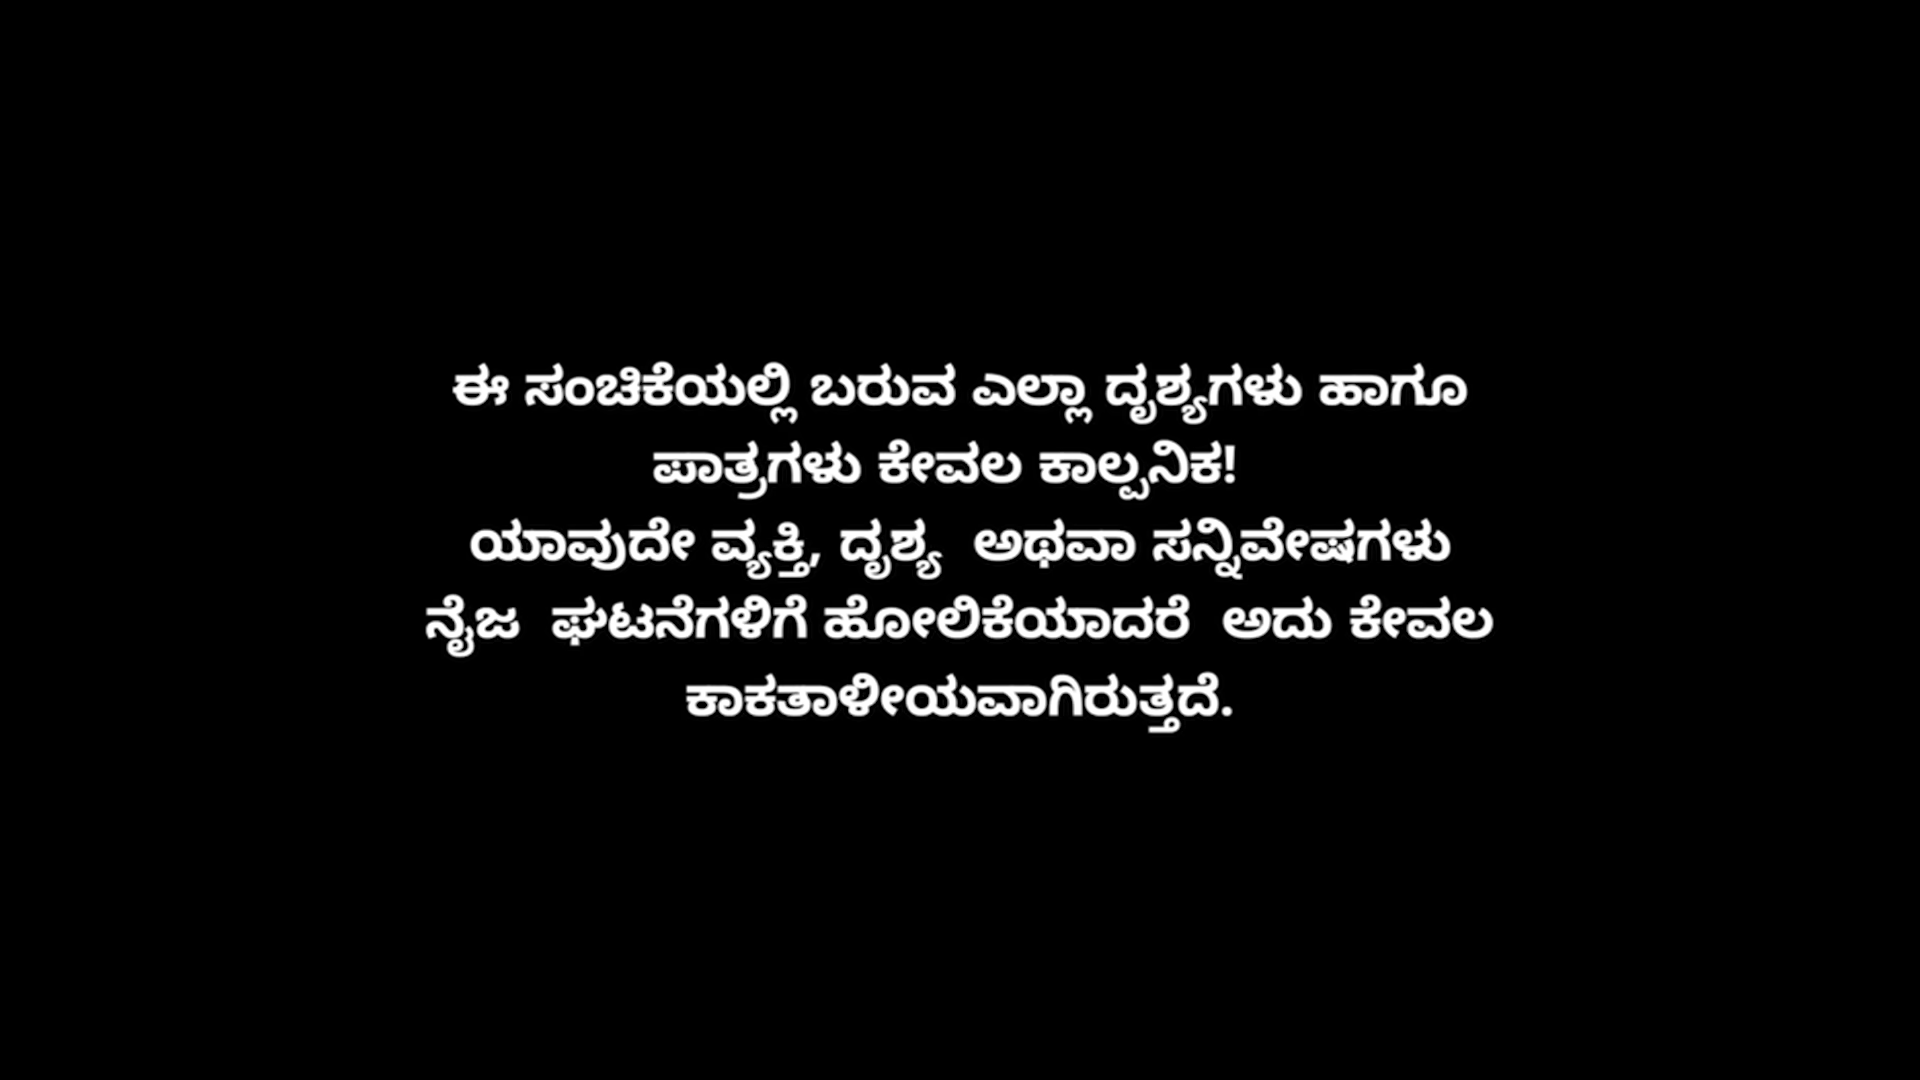 ಈ ಸಂಚಿಕೆಯಲ್ಲಿ ಬರುವ ಎಲ್ಲಾ ದೃಶ್ಯಗಳು ಹಾಗೂ
ಪಾತ್ರಗಳು ಕೇವಲ ಕಾಲ್ಪನಿಕ!
ಯಾವುದೇ ವ್ಯಕ್ತಿ, ದೃಶ್ಯ ಅಥವಾ ಸನ್ನಿವೇಷಗಳು
ನೈಜ ಘಟನೆಗಳಿಗೆ ಹೋಲಿಕೆಯಾದರೆ ಅದು ಕೇವಲ
ಕಾಕತಾಳೀಯವಾಗಿರುತ್ತದೆ.